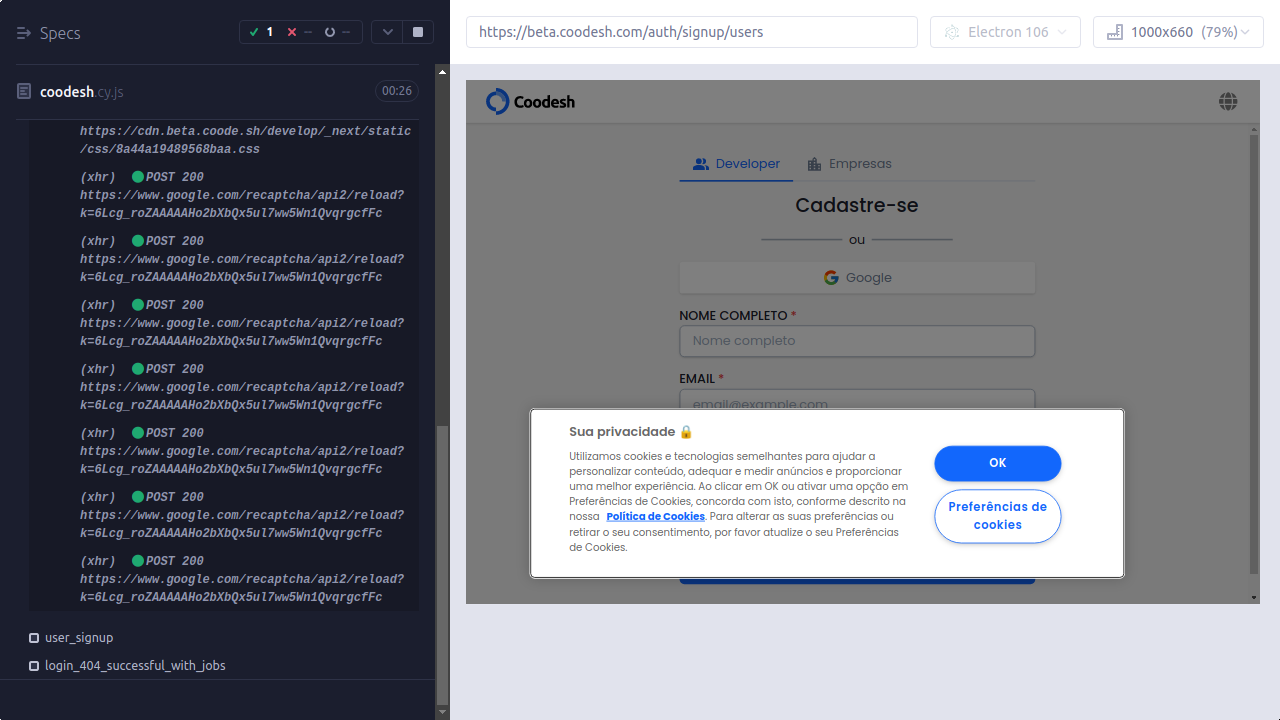 Specs
1
--
--
coodesh.cy.js
00:26
https://cdn.beta.coode.sh/develop/_next/static
/css/8a44a19489568baa.css
(xhr) POST 200
https://www.google.com/recaptcha/api2/reload?
k=6Lcg_roZAAAAAHo2bXbQx5ul7ww5Wn1QvqrgcfFc
(xhr) POST 200
https://www.google.com/recaptcha/api2/reload?
k=6Lcg_roZAAAAAHo2bXbQx5ul7ww5Wn1QvqrgcfFc
(xhr) POST 200
https://www.google.com/recaptcha/api2/reload?
k=6Lcg_roZAAAAAHo2bXbQx5ul7ww5Wn1QvqrgcfFc
(xhr) POST 200
https://www.google.com/recaptcha/api2/reload?
k=6Lcg_roZAAAAAHo2bXbQx5ul7ww5Wn1QvqrgcfFc
(xhr) POST 200
https://www.google.com/recaptcha/api2/reload?
k=6Lcg_roZAAAAAHo2bXbQx5ul7ww5Wn1QvqrgcfFc
(xhr) POST 200
https://www.google.com/recaptcha/api2/reload?
k=6Lcg_roZAAAAAHo2bXbQx5ul7ww5Wn1QvqrgcfFc
(xhr) POST 200
https://www.google.com/recaptcha/api2/reload?
k=6Lcg_roZAAAAAHo2bXbQx5ul7ww5Wn1QvqrgcfFc
user_signup
login_404_successful_with_jobs
https://beta.coodesh.com/auth/signup/users
Electron 106
1000x660 (79%)
Coodesh
Developer
Empresas
Cadastre-se
ou
Google
NOME COMPLETO *
Nome completo
EMAIL *
email@example.com
Sua privacidade 🔒
Utilizamos cookies e tecnologias semelhantes para ajudar a
personalizar conteúdo, adequar e medir anúncios e proporcionar
uma melhor experiência. Ao clicar em OK ou ativar uma opção em
Preferências de Cookies, concorda com isto, conforme descrito na
nossa Política de Cookies. Para alterar as suas preferências ou
retirar o seu consentimento, por favor atualize o seu Preferências
de Cookies.
OK
Preferências de
cookies